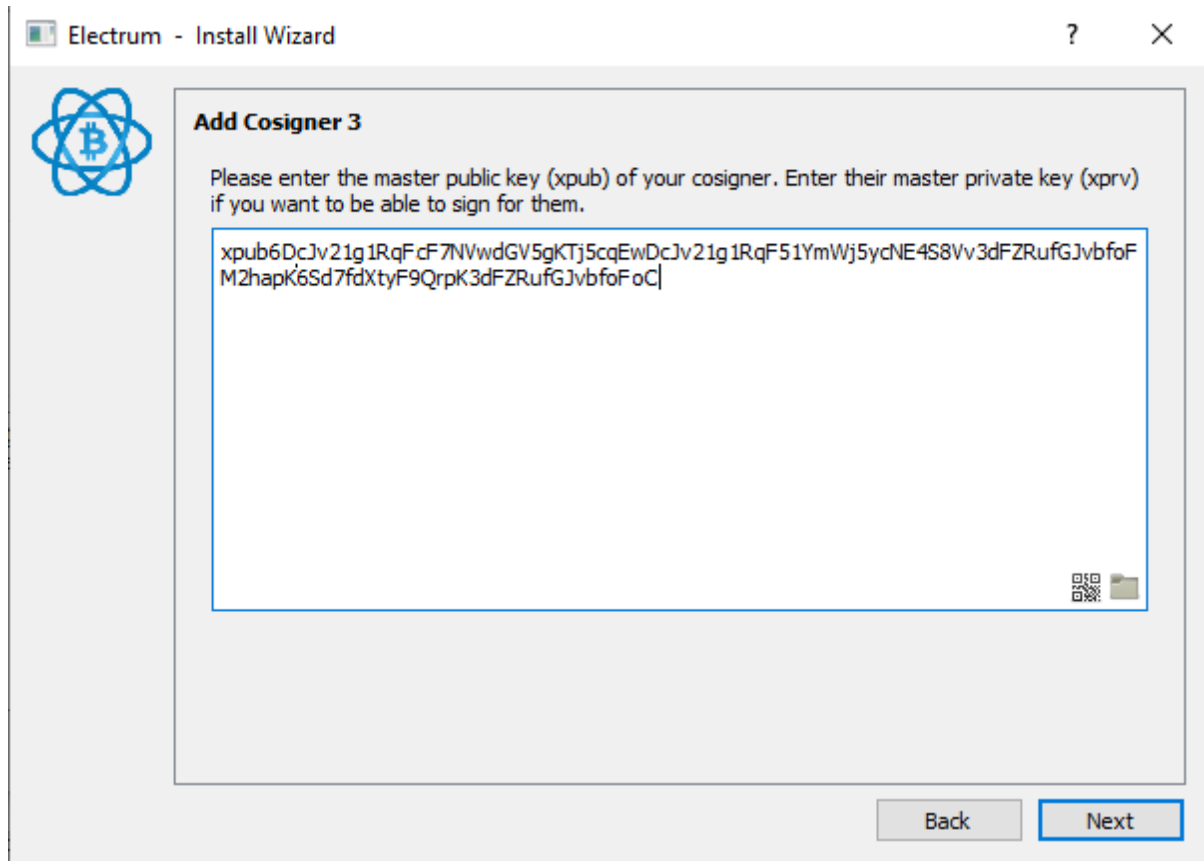 Electrum - Install Wizard
?
Add Cosigner 3
Please enter the master public key (xpub) of your cosigner. Enter their master private key (xprv)
if you want to be able to sign for them.
xpub6DcJv21g1RqFcF7NVwdGV5gKTj5cqEwDcJv21g1RqF51YmWj5ycNE4S8Vv3dFZRufGJvbfoF
M2hapK6Sd7fdXtyF9QrpK3dFZRufGJvbfoFoC
Back
Next